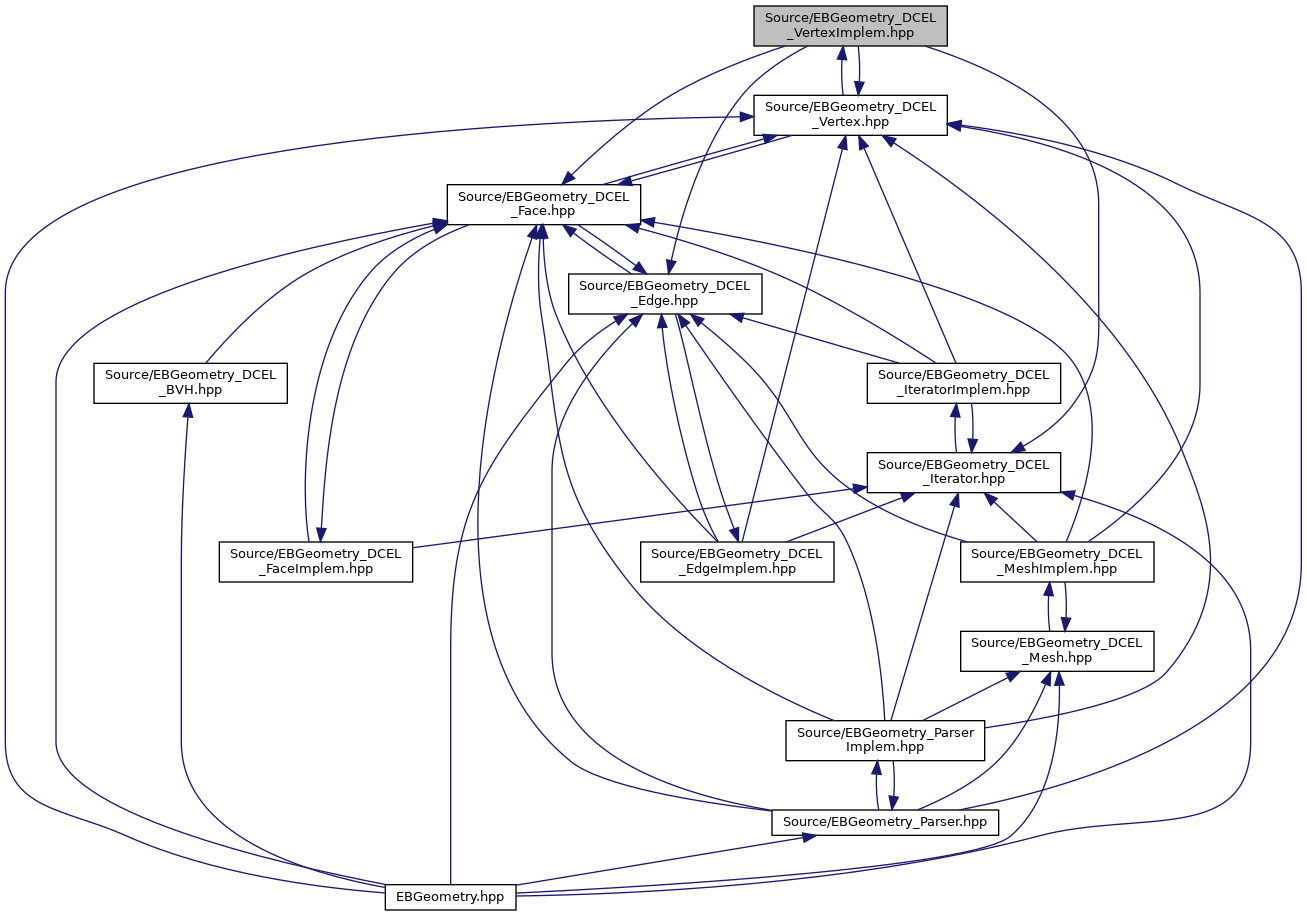 Source/EBGeometry_DCEL
_VertexImplem.hpp
Source/EBGeometry_DCEL
_Vertex.hpp
Source/EBGeometry_DCEL
_Face.hpp
Source/EBGeometry_DCEL
_Edge.hpp
Source/EBGeometry_DCEL
_BVH.hpp
Source/EBGeometry_DCEL
_IteratorImplem.hpp
Source/EBGeometry_DCEL
_Iterator.hpp
Source/EBGeometry_DCEL
_FaceImplem.hpp
Source/EBGeometry_DCEL
_EdgeImplem.hpp
Source/EBGeometry_DCEL
_MeshImplem.hpp
Source/EBGeometry_DCEL
_Mesh.hpp
Source/EBGeometry_Parser
Implem.hpp
Source/EBGeometry_Parser.hpp
EBGeometry.hpp